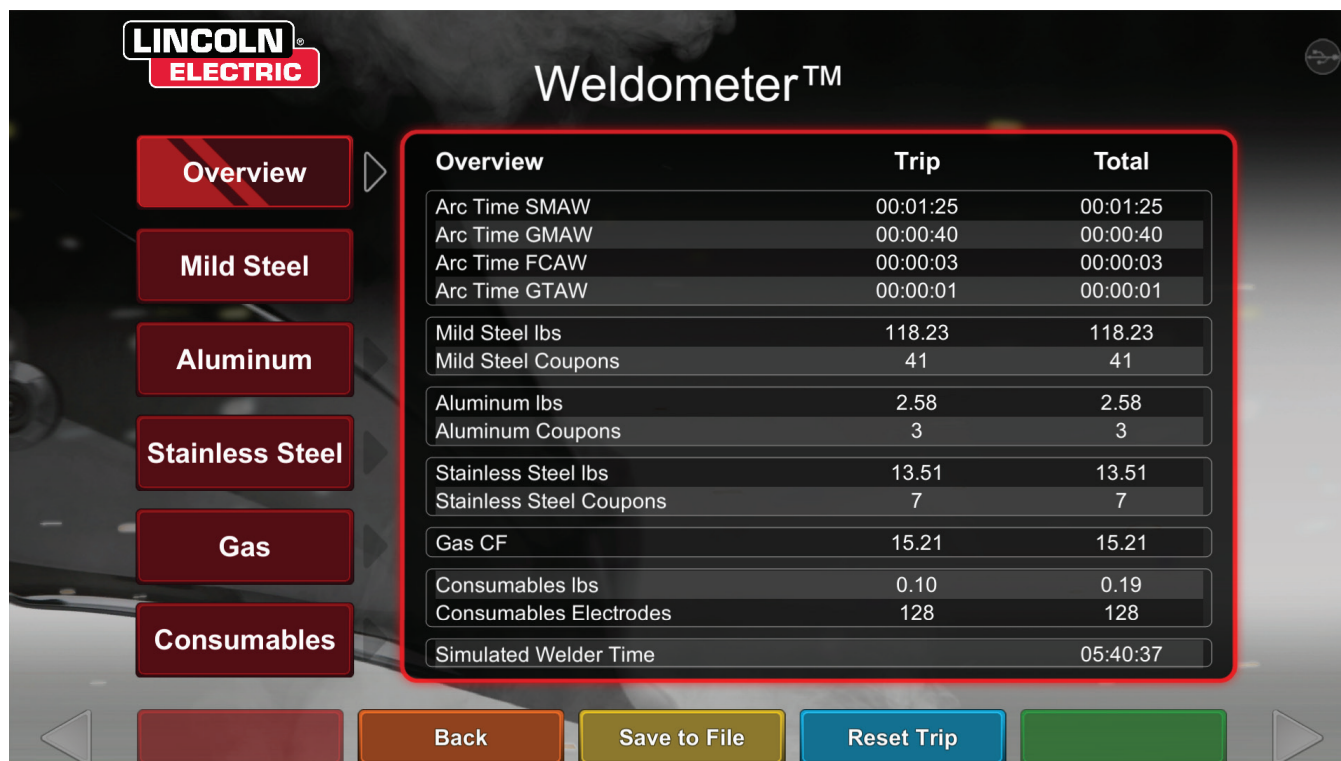 LINCOLN ®
ELECTRIC
Weldometer™
Overview
Mild Steel
Aluminum
Stainless Steel
Gas
Consumables
Overview Trip Total
Arc Time SMAW 00:01:25 00:01:25
Arc Time GMAW 00:00:40 00:00:40
Arc Time FCAW 00:00:03 00:00:03
Arc Time GTAW 00:00:01 00:00:01
Mild Steel lbs 118.23 118.23
Mild Steel Coupons 41 41
Aluminum lbs 2.58 2.58
Aluminum Coupons 3 3
Stainless Steel lbs 13.51 13.51
Stainless Steel Coupons 7 7
Gas CF 15.21 15.21
Consumables lbs 0.10 0.19
Consumables Electrodes 128 128
Simulated Welder Time 05:40:37
Back Save to File Reset Trip